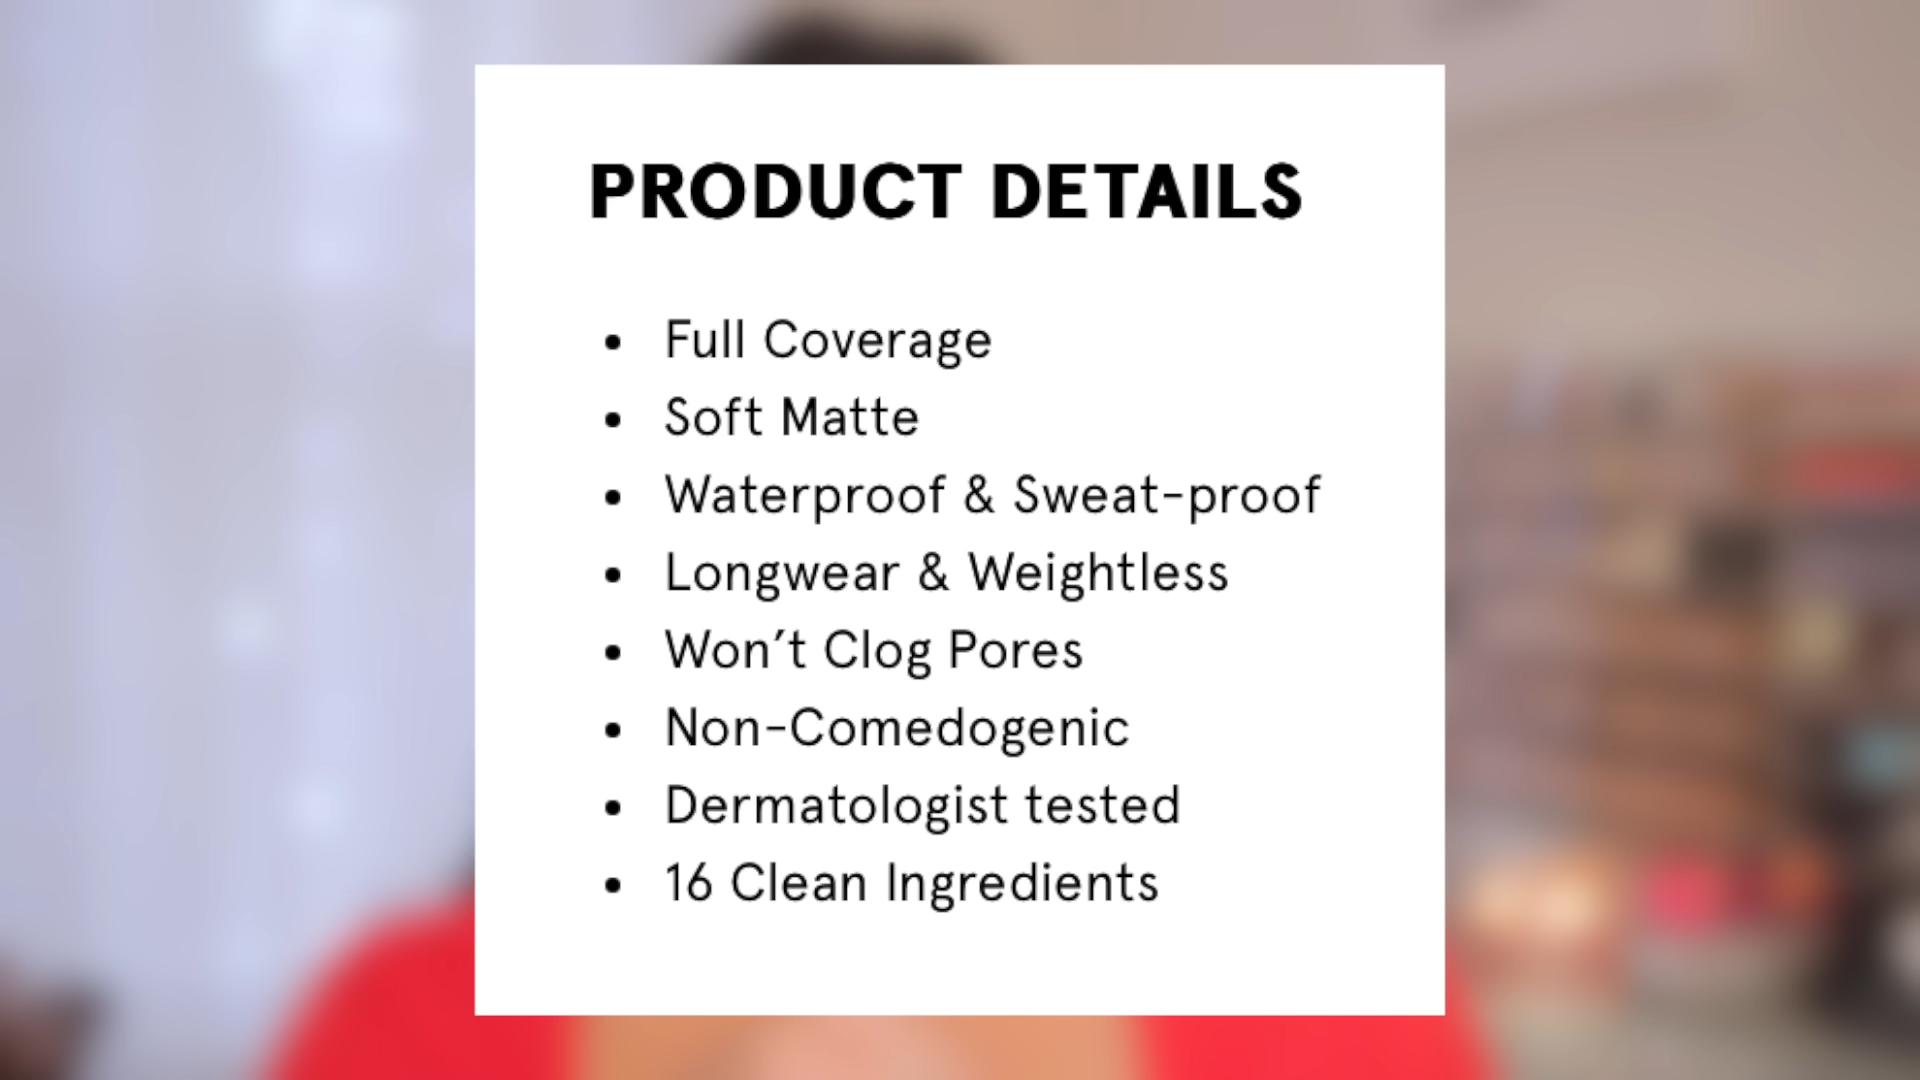 PRODUCT DETAILS
• Full Coverage
• Soft Matte
• Waterproof & Sweat-proof
• Longwear & Weightless
• Won’t Clog Pores
• Non-Comedogenic
• Dermatologist tested
• 16 Clean Ingredients